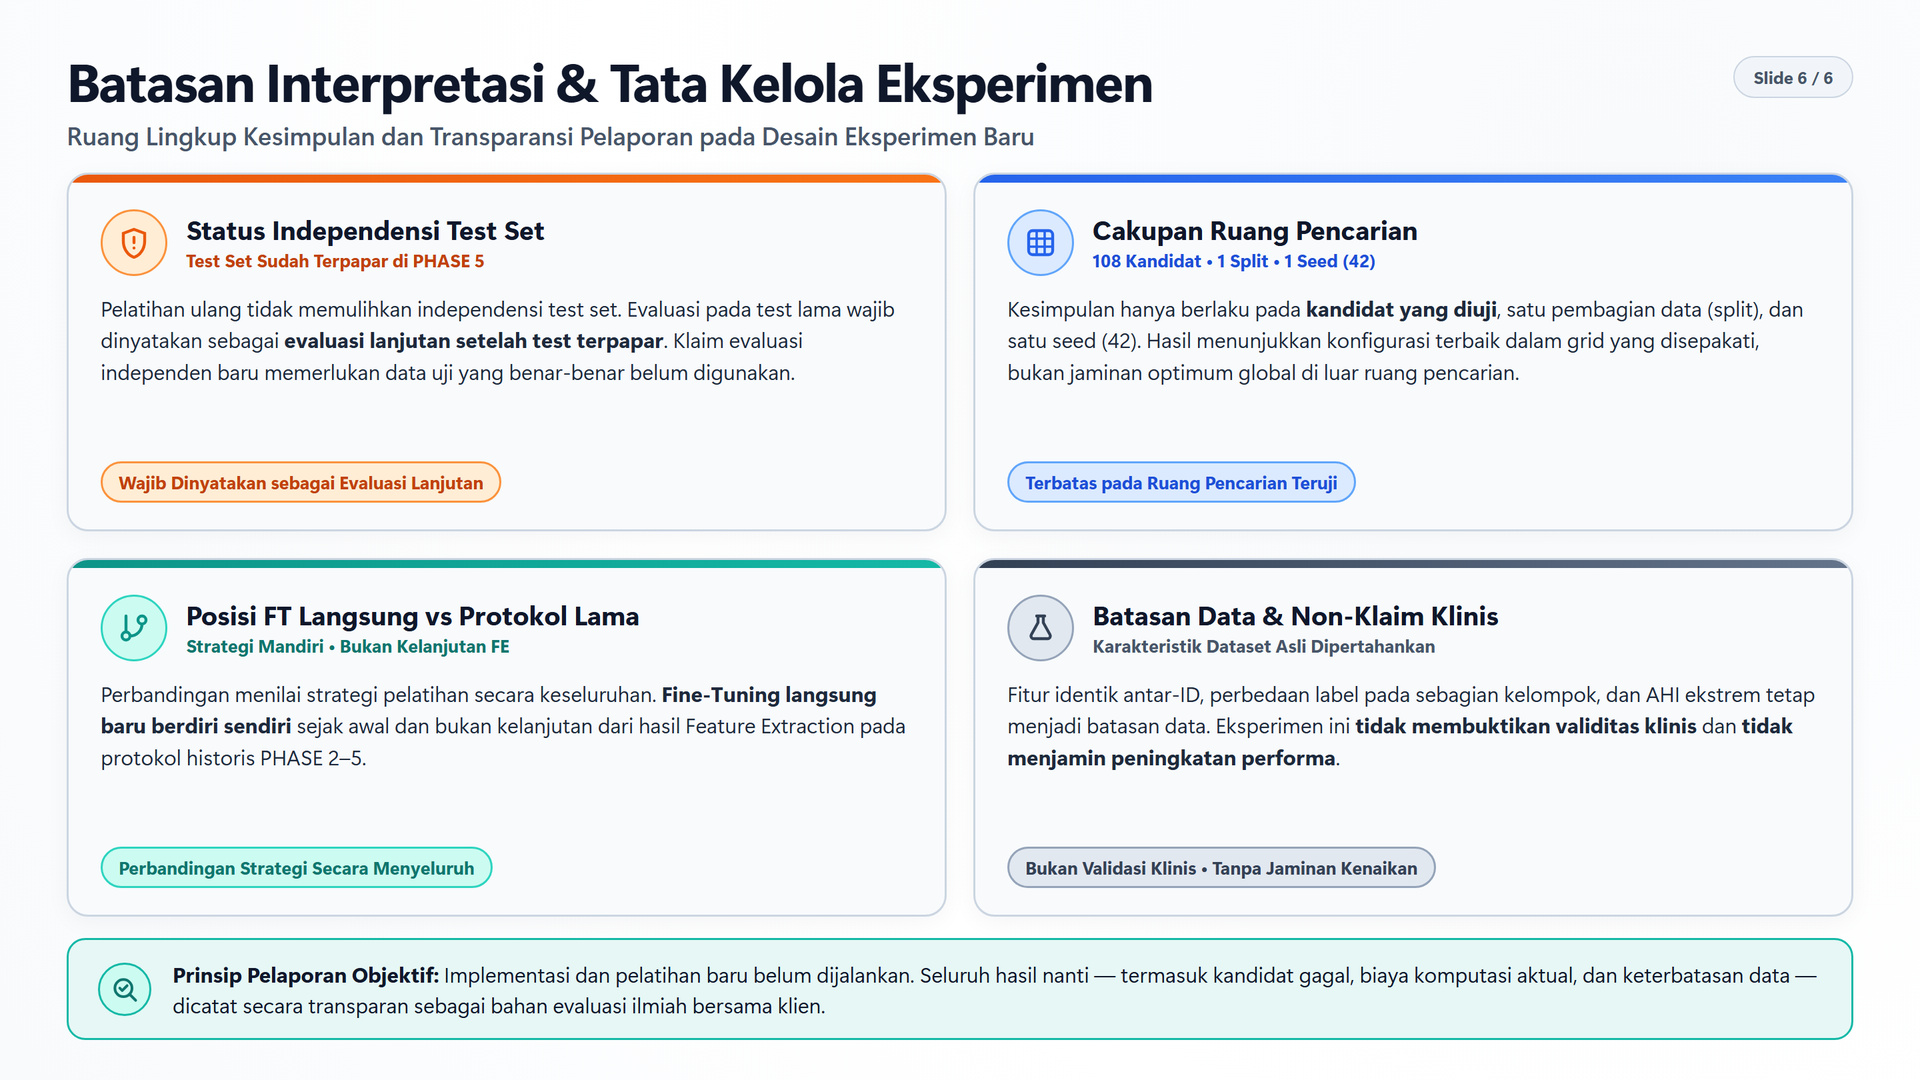 Batasan Interpretasi & Tata Kelola Eksperimen
Slide 6 / 6
Ruang Lingkup Kesimpulan dan Transparansi Pelaporan pada Desain Eksperimen Baru
Status Independensi Test Set
Test Set Sudah Terpapar di PHASE 5
Pelatihan ulang tidak memulihkan independensi test set. Evaluasi pada test lama wajib
dinyatakan sebagai evaluasi lanjutan setelah test terpapar. Klaim evaluasi
independen baru memerlukan data uji yang benar-benar belum digunakan.
Wajib Dinyatakan sebagai Evaluasi Lanjutan
Cakupan Ruang Pencarian
108 Kandidat • 1 Split • 1 Seed (42)
Kesimpulan hanya berlaku pada kandidat yang diuji, satu pembagian data (split), dan
satu seed (42). Hasil menunjukkan konfigurasi terbaik dalam grid yang disepakati,
bukan jaminan optimum global di luar ruang pencarian.
Terbatas pada Ruang Pencarian Teruji
Posisi FT Langsung vs Protokol Lama
Strategi Mandiri • Bukan Kelanjutan FE
Perbandingan menilai strategi pelatihan secara keseluruhan. Fine-Tuning langsung
baru berdiri sendiri sejak awal dan bukan kelanjutan dari hasil Feature Extraction pada
protokol historis PHASE 2–5.
Perbandingan Strategi Secara Menyeluruh
Batasan Data & Non-Klaim Klinis
Karakteristik Dataset Asli Dipertahankan
Fitur identik antar-ID, perbedaan label pada sebagian kelompok, dan AHI ekstrem tetap
menjadi batasan data. Eksperimen ini tidak membuktikan validitas klinis dan tidak
menjamin peningkatan performa.
Bukan Validasi Klinis • Tanpa Jaminan Kenaikan
Prinsip Pelaporan Objektif: Implementasi dan pelatihan baru belum dijalankan. Seluruh hasil nanti — termasuk kandidat gagal, biaya komputasi aktual, dan keterbatasan data —
dicatat secara transparan sebagai bahan evaluasi ilmiah bersama klien.